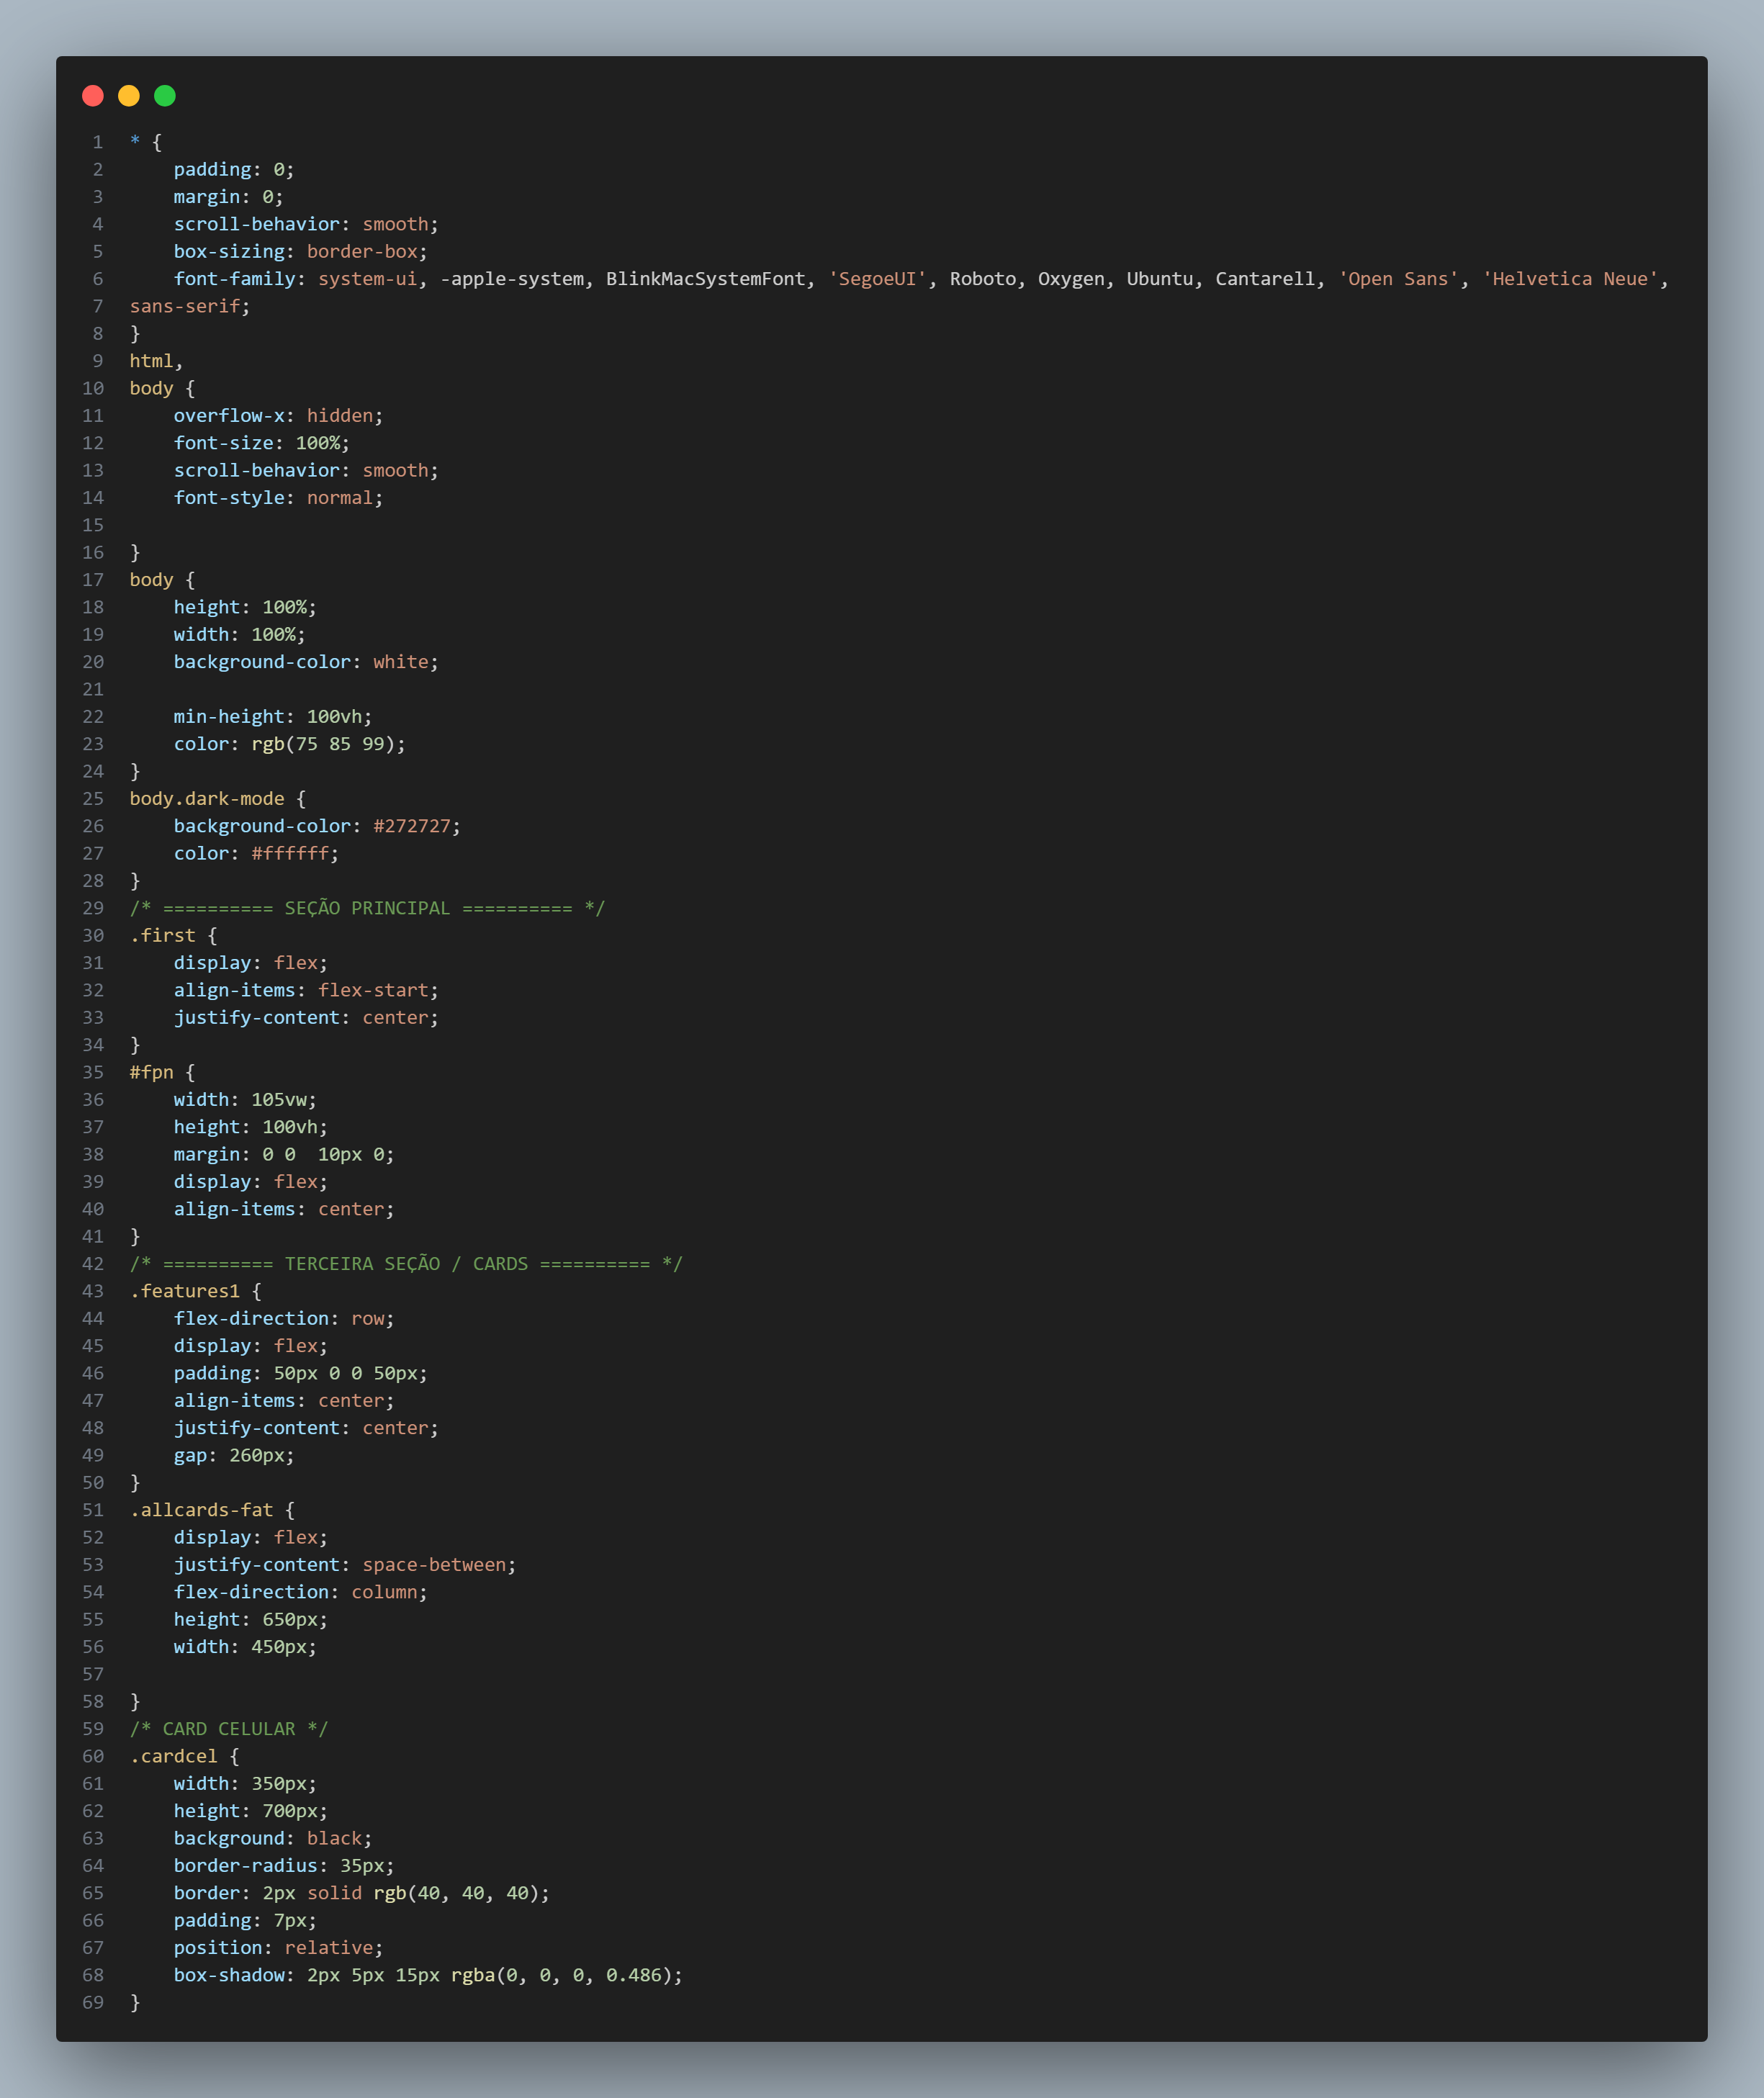 1 * {
2     padding: 0;
3     margin: 0;
4     scroll-behavior: smooth;
5     box-sizing: border-box;
6     font-family: system-ui, -apple-system, BlinkMacSystemFont, 'SegoeUI', Roboto, Oxygen, Ubuntu, Cantarell, 'Open Sans', 'Helvetica Neue',
7 sans-serif;
8 }
9 html,
10 body {
11     overflow-x: hidden;
12     font-size: 100%;
13     scroll-behavior: smooth;
14     font-style: normal;
15
16 }
17 body {
18     height: 100%;
19     width: 100%;
20     background-color: white;
21
22     min-height: 100vh;
23     color: rgb(75 85 99);
24 }
25 body.dark-mode {
26     background-color: #272727;
27     color: #ffffff;
28 }
29 /* ========== SEÇÃO PRINCIPAL ========== */
30 .first {
31     display: flex;
32     align-items: flex-start;
33     justify-content: center;
34 }
35 #fpn {
36     width: 105vw;
37     height: 100vh;
38     margin: 0 0  10px 0;
39     display: flex;
40     align-items: center;
41 }
42 /* ========== TERCEIRA SEÇÃO / CARDS ========== */
43 .features1 {
44     flex-direction: row;
45     display: flex;
46     padding: 50px 0 0 50px;
47     align-items: center;
48     justify-content: center;
49     gap: 260px;
50 }
51 .allcards-fat {
52     display: flex;
53     justify-content: space-between;
54     flex-direction: column;
55     height: 650px;
56     width: 450px;
57
58 }
59 /* CARD CELULAR */
60 .cardcel {
61     width: 350px;
62     height: 700px;
63     background: black;
64     border-radius: 35px;
65     border: 2px solid rgb(40, 40, 40);
66     padding: 7px;
67     position: relative;
68     box-shadow: 2px 5px 15px rgba(0, 0, 0, 0.486);
69 }